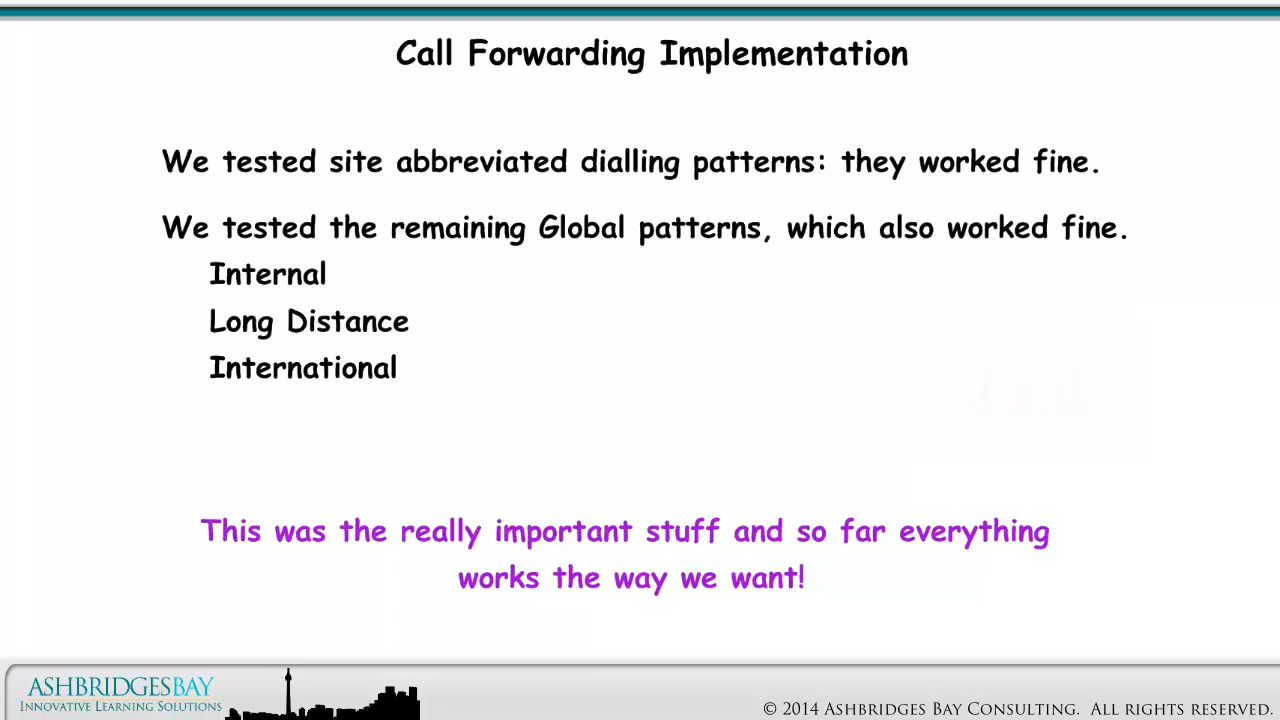 Call Forwarding Implementation
We tested site abbreviated dialling patterns: they worked fine.
We tested the remaining Global patterns, which also worked fine.
Internal
Long Distance
International
This was the really important stuff and so far everything
works the way we want!
ASHBRIDGESBAY
INNOVATIVE LEARNING SOLUTIONS
© 2014 ASHBRIDGES BAY CONSULTING. ALL RIGHTS RESERVED.